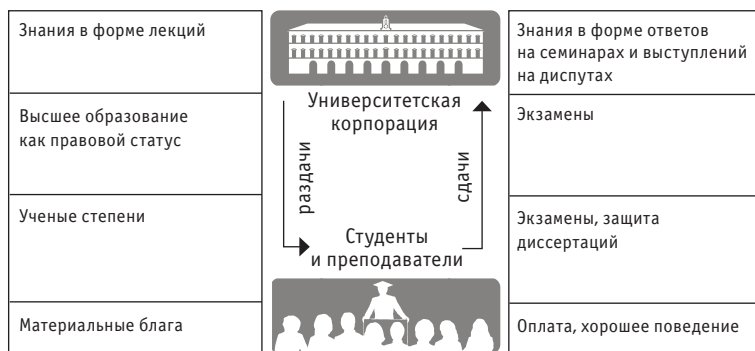 Знания в форме лекций
Высшее образование
как правовой статус
Ученые степени
Материальные блага
Университетская
корпорация
раздачи
сдачи
Студенты
и преподаватели
Знания в форме ответов
на семинарах и выступлений
на диспутах
Экзамены
Экзамены, защита
диссертаций
Оплата, хорошее поведение